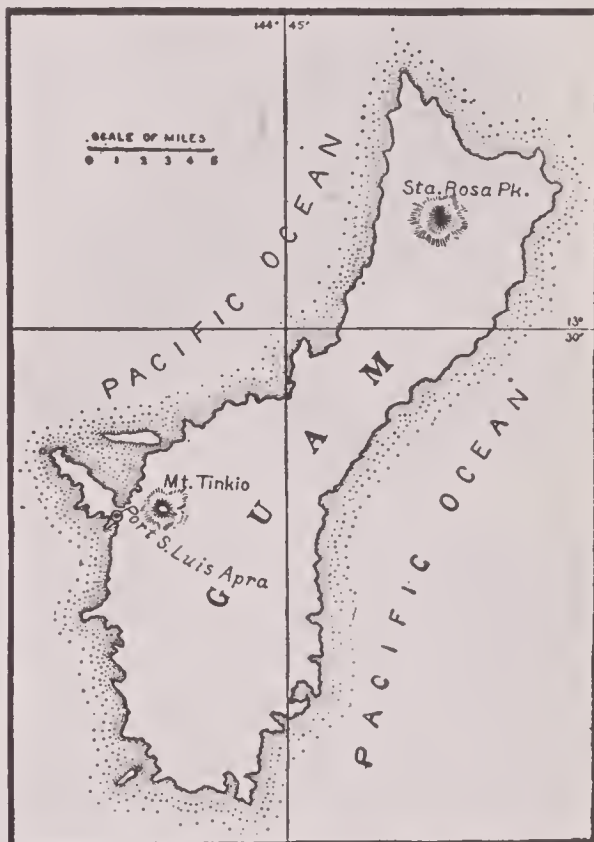 144° 45'
SCALE OF MILES
0 1 2 3 4 5
PACIFIC OCEAN
Sta. Rosa Pk.
13°
30'
GUAM
Mt. Tinkio
Port S. Luis Apra
PACIFIC OCEAN